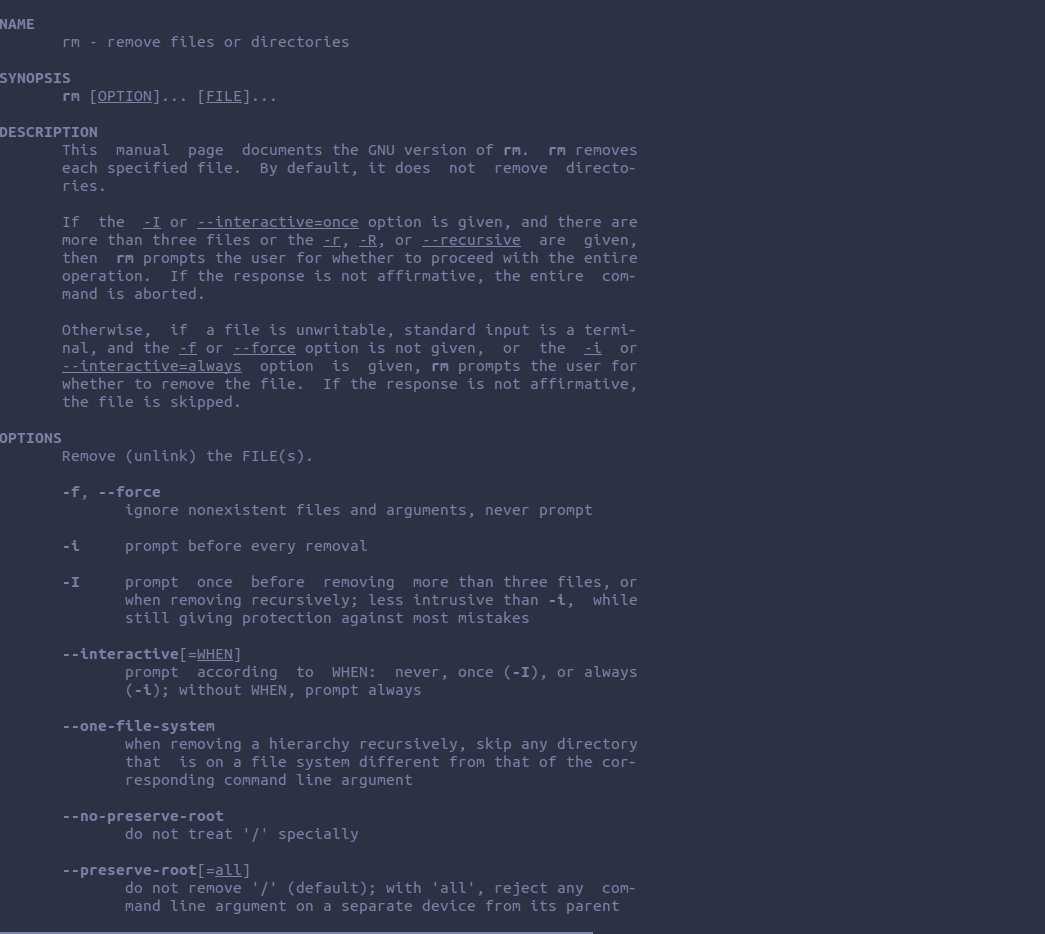 NAME
rm - remove files or directories
SYNOPSIS
rm [OPTION]... [FILE]...
DESCRIPTION
This  manual  page  documents the GNU version of rm.  rm removes
each specified file.  By default, it does  not  remove  directo-
ries.
If  the  -I or --interactive=once option is given, and there are
more than three files or the -r, -R, or --recursive  are  given,
then  rm prompts the user for whether to proceed with the entire
operation.  If the response is not affirmative, the entire  com-
mand is aborted.
Otherwise,  if  a file is unwritable, standard input is a termi-
nal, and the -f or --force option is not given,  or  the  -i  or
--interactive=always  option  is  given, rm prompts the user for
whether to remove the file.  If the response is not affirmative,
the file is skipped.
OPTIONS
Remove (unlink) the FILE(s).
-f, --force
ignore nonexistent files and arguments, never prompt
-i     prompt before every removal
-I     prompt  once  before  removing  more than three files, or
when removing recursively; less intrusive than -i,  while
still giving protection against most mistakes
--interactive[=WHEN]
prompt  according  to  WHEN:  never, once (-I), or always
(-i); without WHEN, prompt always
--one-file-system
when removing a hierarchy recursively, skip any directory
that  is on a file system different from that of the cor-
responding command line argument
--no-preserve-root
do not treat '/' specially
--preserve-root[=all]
do not remove '/' (default); with 'all', reject any  com-
mand line argument on a separate device from its parent